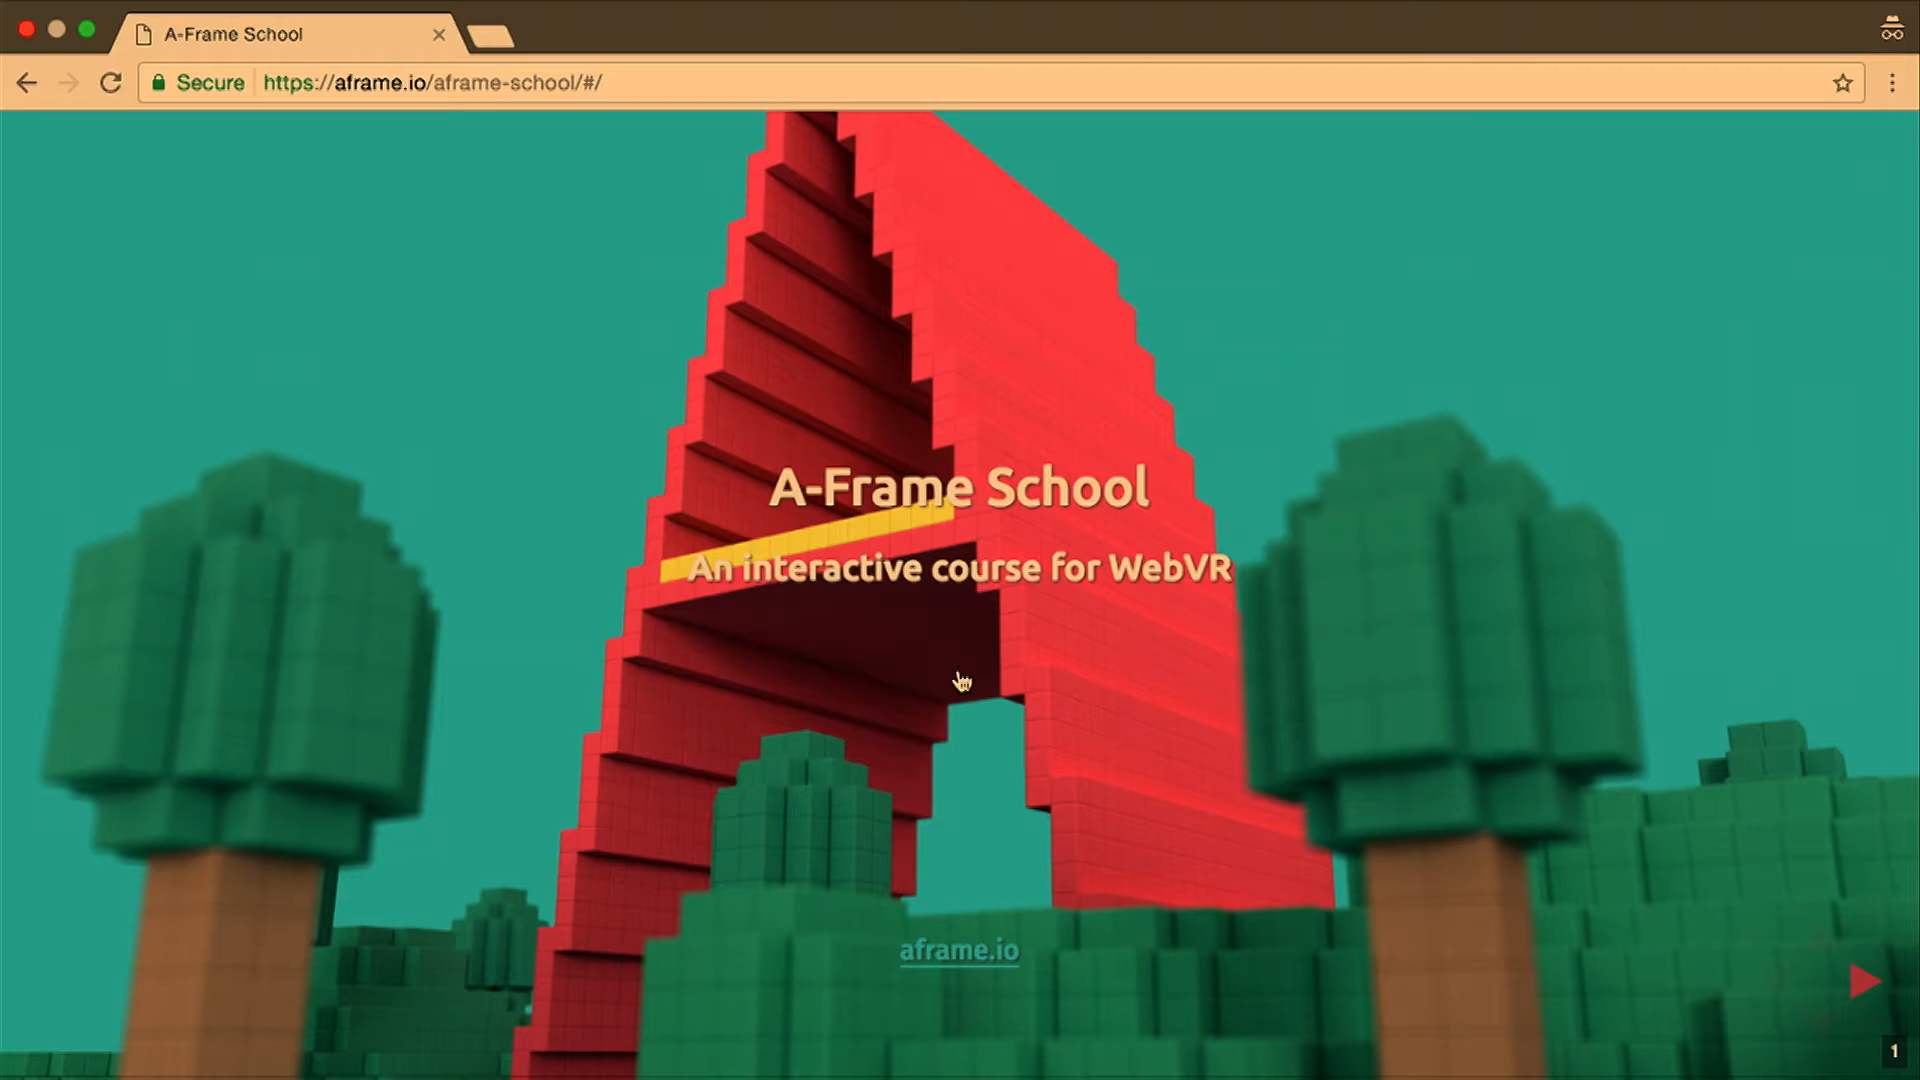 A-Frame School
Secure https://aframe.io/aframe-school/#/
A-Frame School
An interactive course for WebVR
aframe.io
1